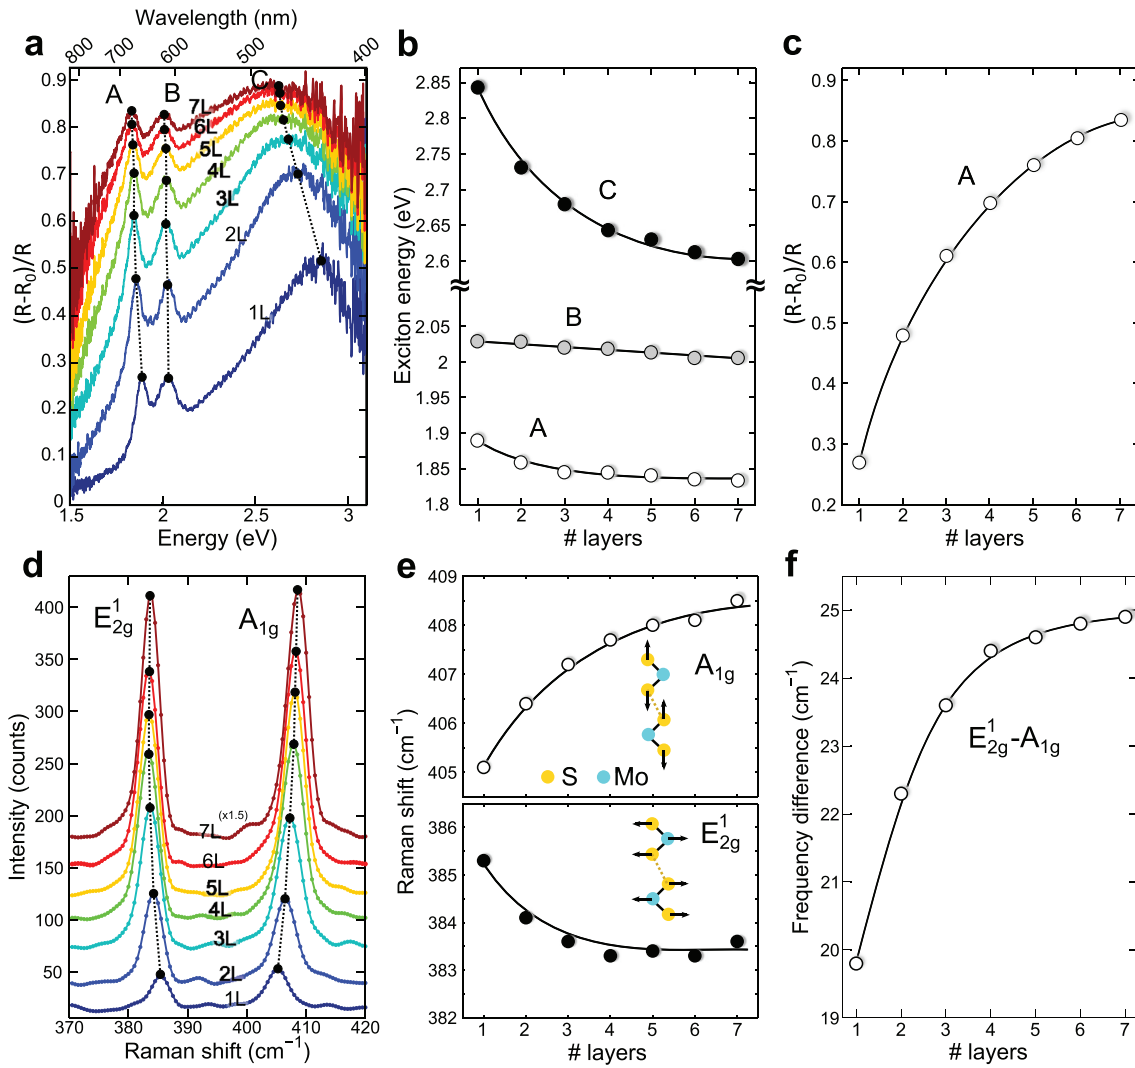 Wavelength (nm)
a
800 700 600 500 400
0.9
0.8
0.7
0.6
0.5
0.4
0.3
0.2
0.1
0
(R-R0)/R
A
B
C
7L
6L
5L
4L
3L
2L
1L
1.5 2 2.5 3
Energy (eV)
b
2.85
2.8
2.75
2.7
2.65
2.6
2.05
2
1.95
1.9
1.85
1.8
Exciton energy (eV)
C
B
A
1 2 3 4 5 6 7
# layers
c
0.9
0.8
0.7
0.6
0.5
0.4
0.3
0.2
(R-R0)/R
A
1 2 3 4 5 6 7
# layers
d
400
350
300
250
200
150
100
50
Intensity (counts)
E¹2g
A1g
7L (x1.5)
6L
5L
4L
3L
2L
1L
370 380 390 400 410 420
Raman shift (cm⁻¹)
e
409
408
407
406
405
A1g
S Mo
386
385
384
383
382
Raman shift (cm⁻¹)
E¹2g
1 2 3 4 5 6 7
# layers
f
25
24
23
22
21
20
19
Frequency difference (cm⁻¹)
E¹2g-A1g
1 2 3 4 5 6 7
# layers